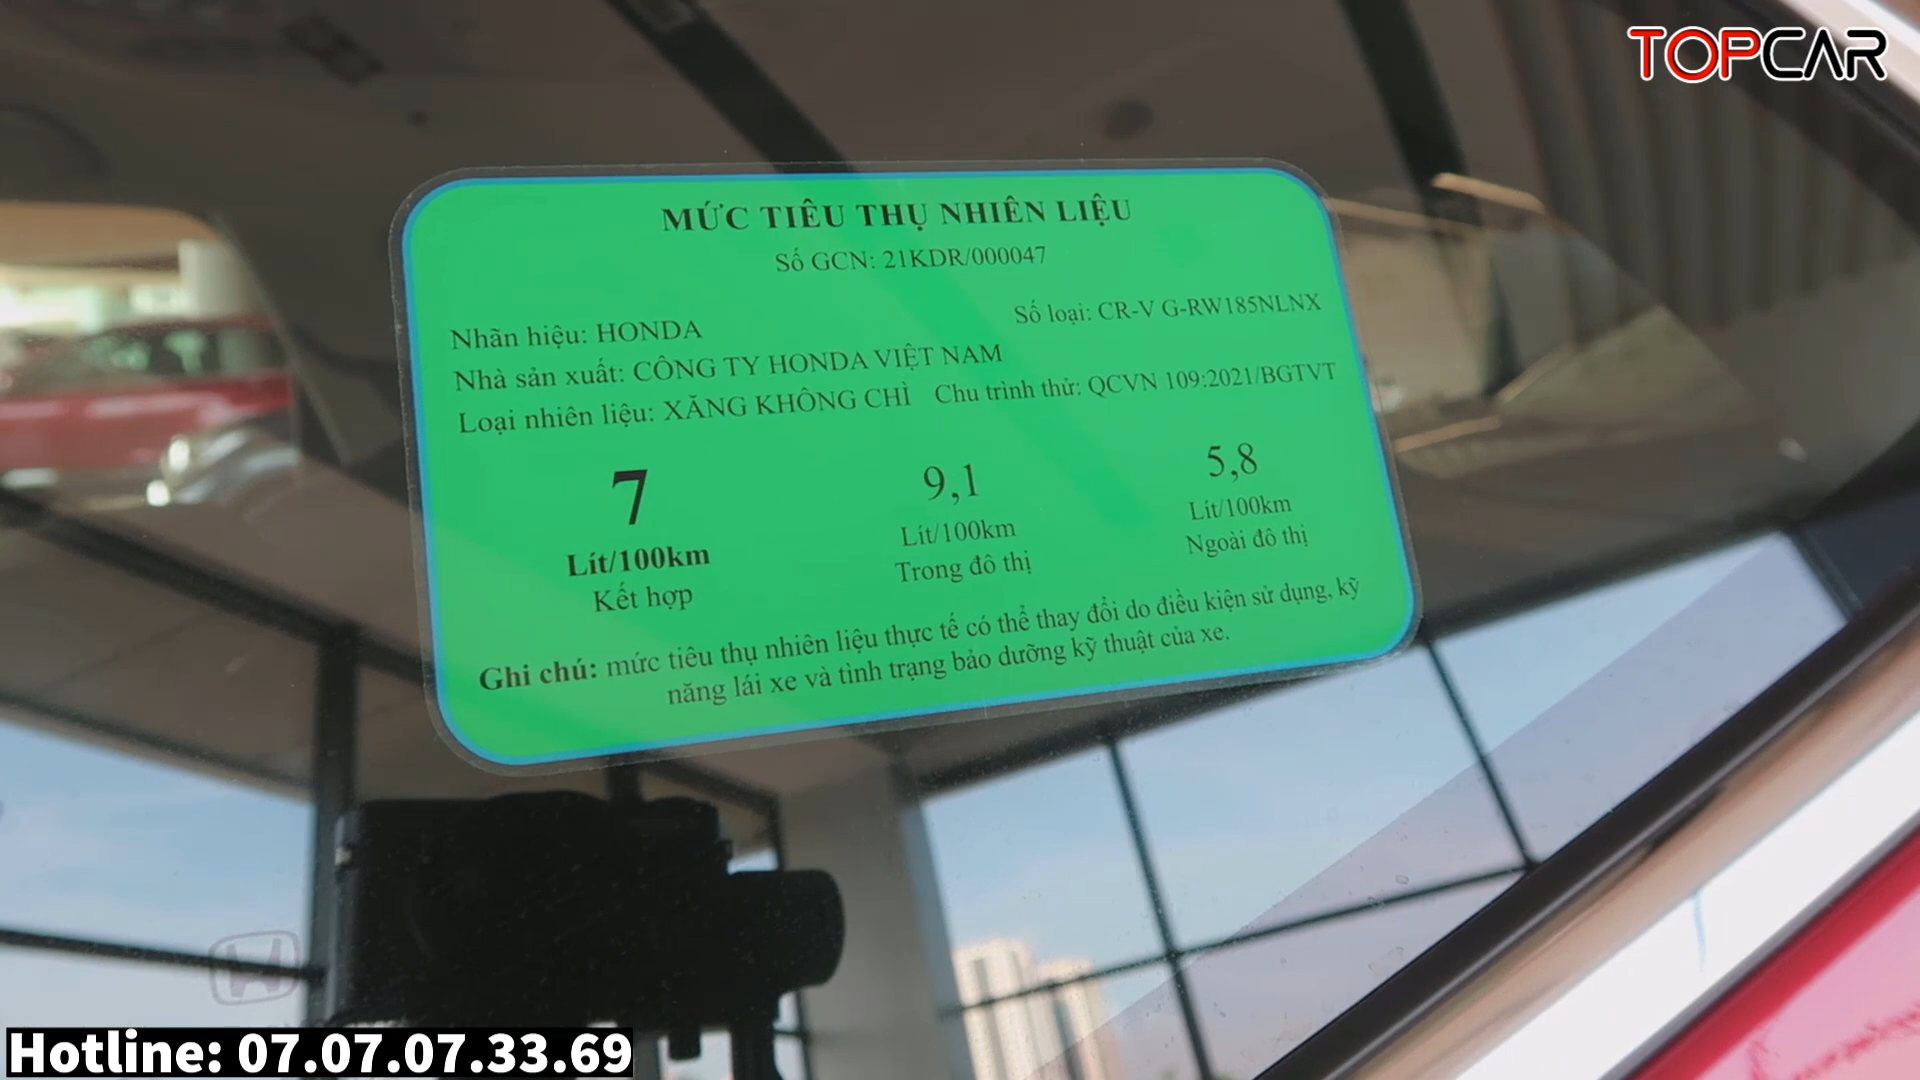 TOPCAR
MỨC TIÊU THỤ NHIÊN LIỆU
Số GCN: 21KDR/000047
Nhãn hiệu: HONDA Số loại: CR-V G-RW185NLNX
Nhà sản xuất: CÔNG TY HONDA VIỆT NAM
Loại nhiên liệu: XĂNG KHÔNG CHÌ Chu trình thử: QCVN 109:2021/BGTVT
7 9,1 5,8
Lít/100km Lít/100km Lít/100km
Kết hợp Trong đô thị Ngoài đô thị
Ghi chú: mức tiêu thụ nhiên liệu thực tế có thể thay đổi do điều kiện sử dụng, kỹ
năng lái xe và tình trạng bảo dưỡng kỹ thuật của xe.
Hotline: 07.07.07.33.69